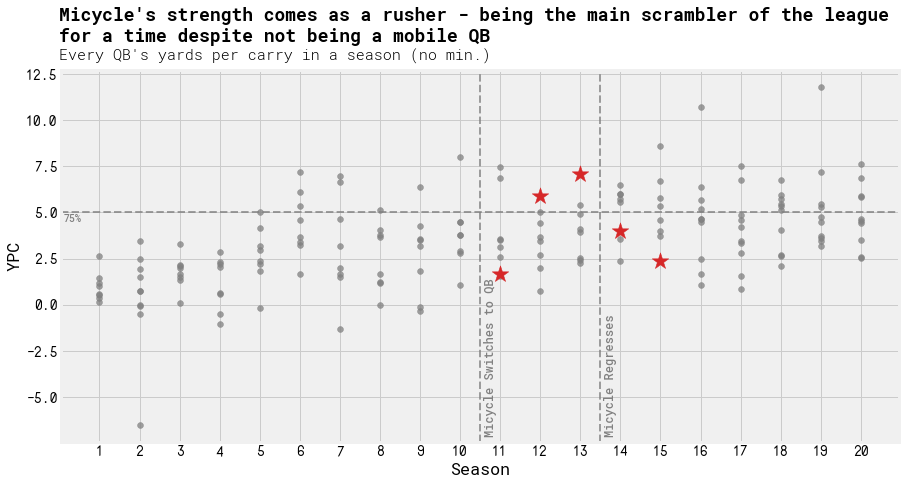 Micycle's strength comes as a rusher - being the main scrambler of the league
for a time despite not being a mobile QB
Every QB's yards per carry in a season (no min.)
12.5
10.0
7.5
5.0
2.5
0.0
−2.5
−5.0
YPC
75%
Micycle Switches to QB
Micycle Regresses
1 2 3 4 5 6 7 8 9 10 11 12 13 14 15 16 17 18 19 20
Season